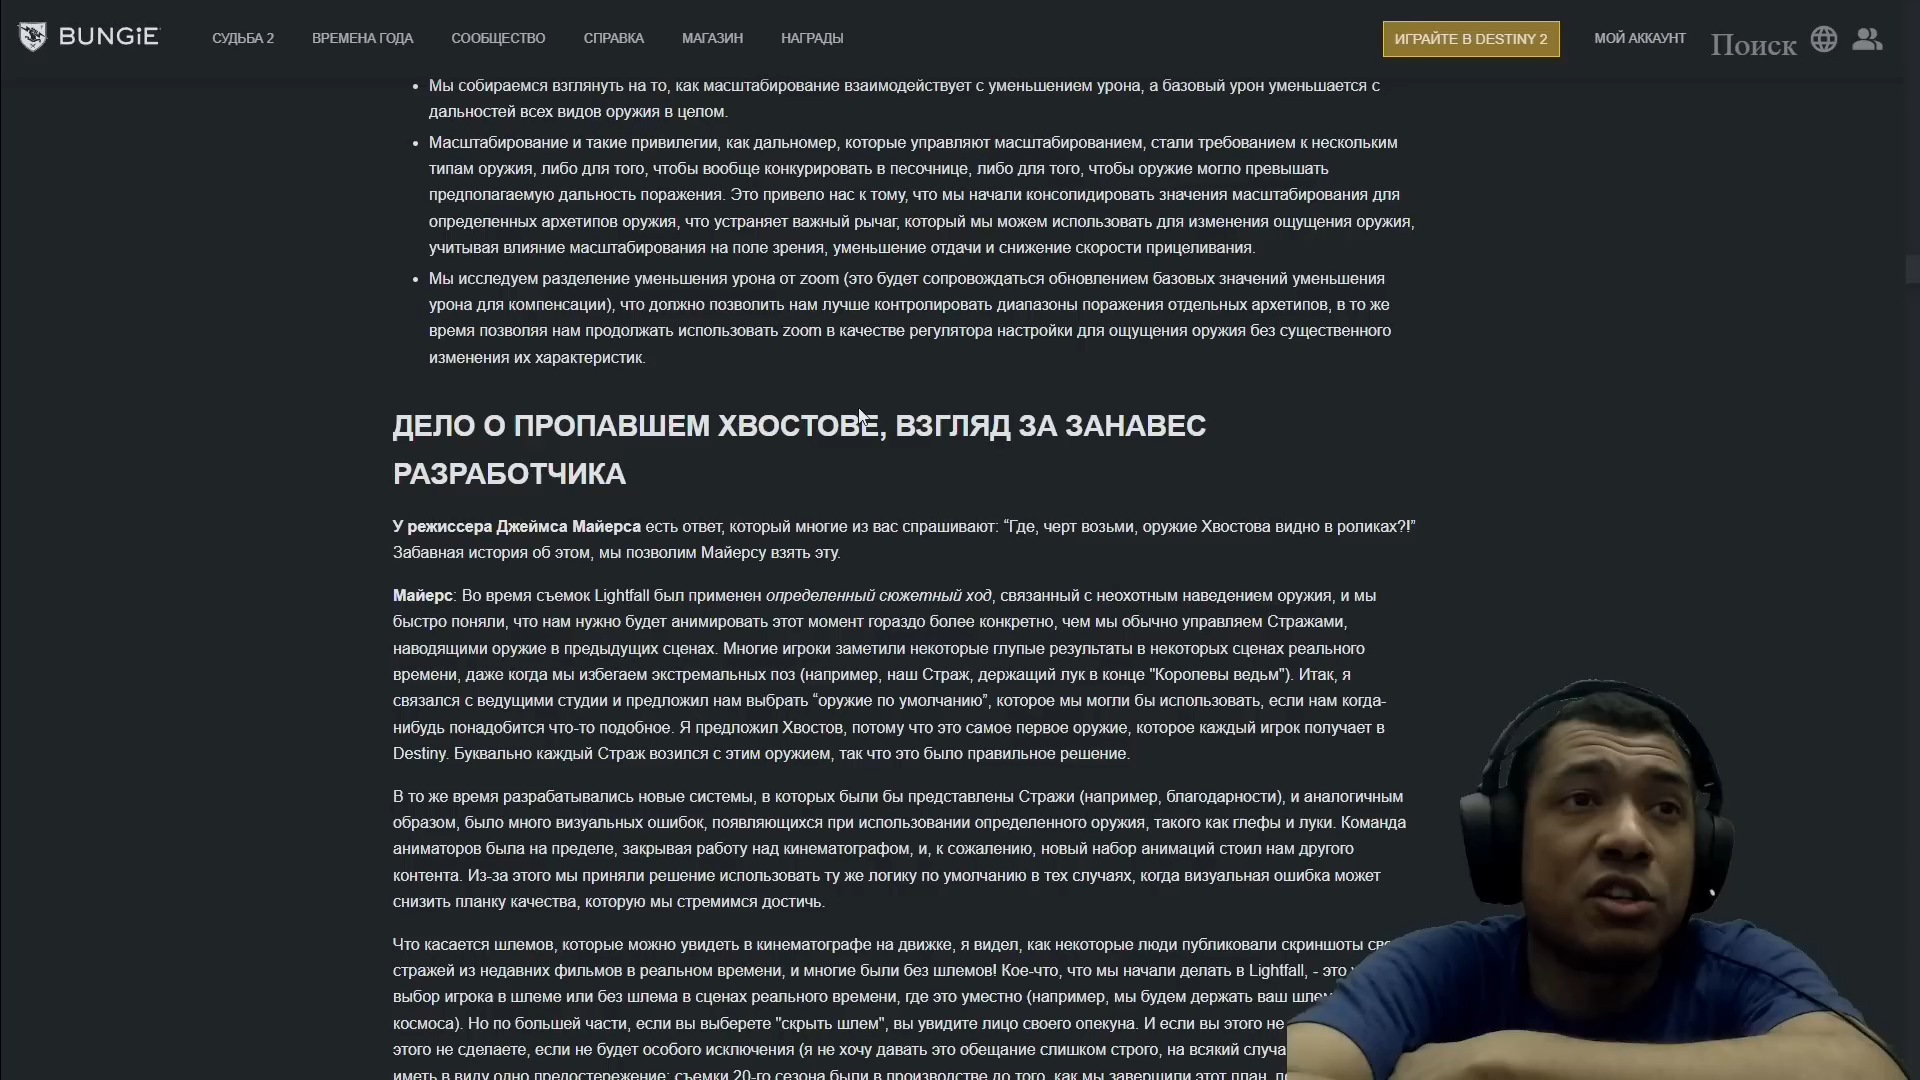 BUNGiE
СУДЬБА 2
ВРЕМЕНА ГОДА
СООБЩЕСТВО
СПРАВКА
МАГАЗИН
НАГРАДЫ
ИГРАЙТЕ В DESTINY 2
МОЙ АККАУНТ
Поиск
• Мы собираемся взглянуть на то, как масштабирование взаимодействует с уменьшением урона, а базовый урон уменьшается с
дальностей всех видов оружия в целом.
• Масштабирование и такие привилегии, как дальномер, которые управляют масштабированием, стали требованием к нескольким
типам оружия, либо для того, чтобы вообще конкурировать в песочнице, либо для того, чтобы оружие могло превышать
предполагаемую дальность поражения. Это привело нас к тому, что мы начали консолидировать значения масштабирования для
определенных архетипов оружия, что устраняет важный рычаг, который мы можем использовать для изменения ощущения оружия,
учитывая влияние масштабирования на поле зрения, уменьшение отдачи и снижение скорости прицеливания.
• Мы исследуем разделение уменьшения урона от zoom (это будет сопровождаться обновлением базовых значений уменьшения
урона для компенсации), что должно позволить нам лучше контролировать диапазоны поражения отдельных архетипов, в то же
время позволяя нам продолжать использовать zoom в качестве регулятора настройки для ощущения оружия без существенного
изменения их характеристик.
ДЕЛО О ПРОПАВШЕМ ХВОСТОВЕ, ВЗГЛЯД ЗА ЗАНАВЕС
РАЗРАБОТЧИКА
У режиссера Джеймса Майерса есть ответ, который многие из вас спрашивают: “Где, черт возьми, оружие Хвостова видно в роликах?!”
Забавная история об этом, мы позволим Майерсу взять эту.
Майерс: Во время съемок Lightfall был применен определенный сюжетный ход, связанный с неохотным наведением оружия, и мы
быстро поняли, что нам нужно будет анимировать этот момент гораздо более конкретно, чем мы обычно управляем Стражами,
наводящими оружие в предыдущих сценах. Многие игроки заметили некоторые глупые результаты в некоторых сценах реального
времени, даже когда мы избегаем экстремальных поз (например, наш Страж, держащий лук в конце "Королевы ведьм"). Итак, я
связался с ведущими студии и предложил нам выбрать “оружие по умолчанию”, которое мы могли бы использовать, если нам когда-
нибудь понадобится что-то подобное. Я предложил Хвостов, потому что это самое первое оружие, которое каждый игрок получает в
Destiny. Буквально каждый Страж возился с этим оружием, так что это было правильное решение.
В то же время разрабатывались новые системы, в которых были бы представлены Стражи (например, благодарности), и аналогичным
образом, было много визуальных ошибок, появляющихся при использовании определенного оружия, такого как глефы и луки. Команда
аниматоров была на пределе, закрывая работу над кинематографом, и, к сожалению, новый набор анимаций стоил нам другого
контента. Из-за этого мы приняли решение использовать ту же логику по умолчанию в тех случаях, когда визуальная ошибка может
снизить планку качества, которую мы стремимся достичь.
Что касается шлемов, которые можно увидеть в кинематографе на движке, я видел, как некоторые люди публиковали скриншоты
стражей из недавних фильмов в реальном времени, и многие были без шлемов! Кое-что, что мы начали делать в Lightfall, - это
выбор игрока в шлеме или без шлема в сценах реального времени, где это уместно (например, мы будем держать ваш
космоса). Но по большей части, если вы выберете "скрыть шлем", вы увидите лицо своего опекуна. И если вы этого не
этого не сделаете, если не будет особого исключения (я не хочу давать это обещание слишком строго, на всякий
иметь в виду одно предостережение: съемки 20-го сезона были в производстве до того, как мы завершили этот план,